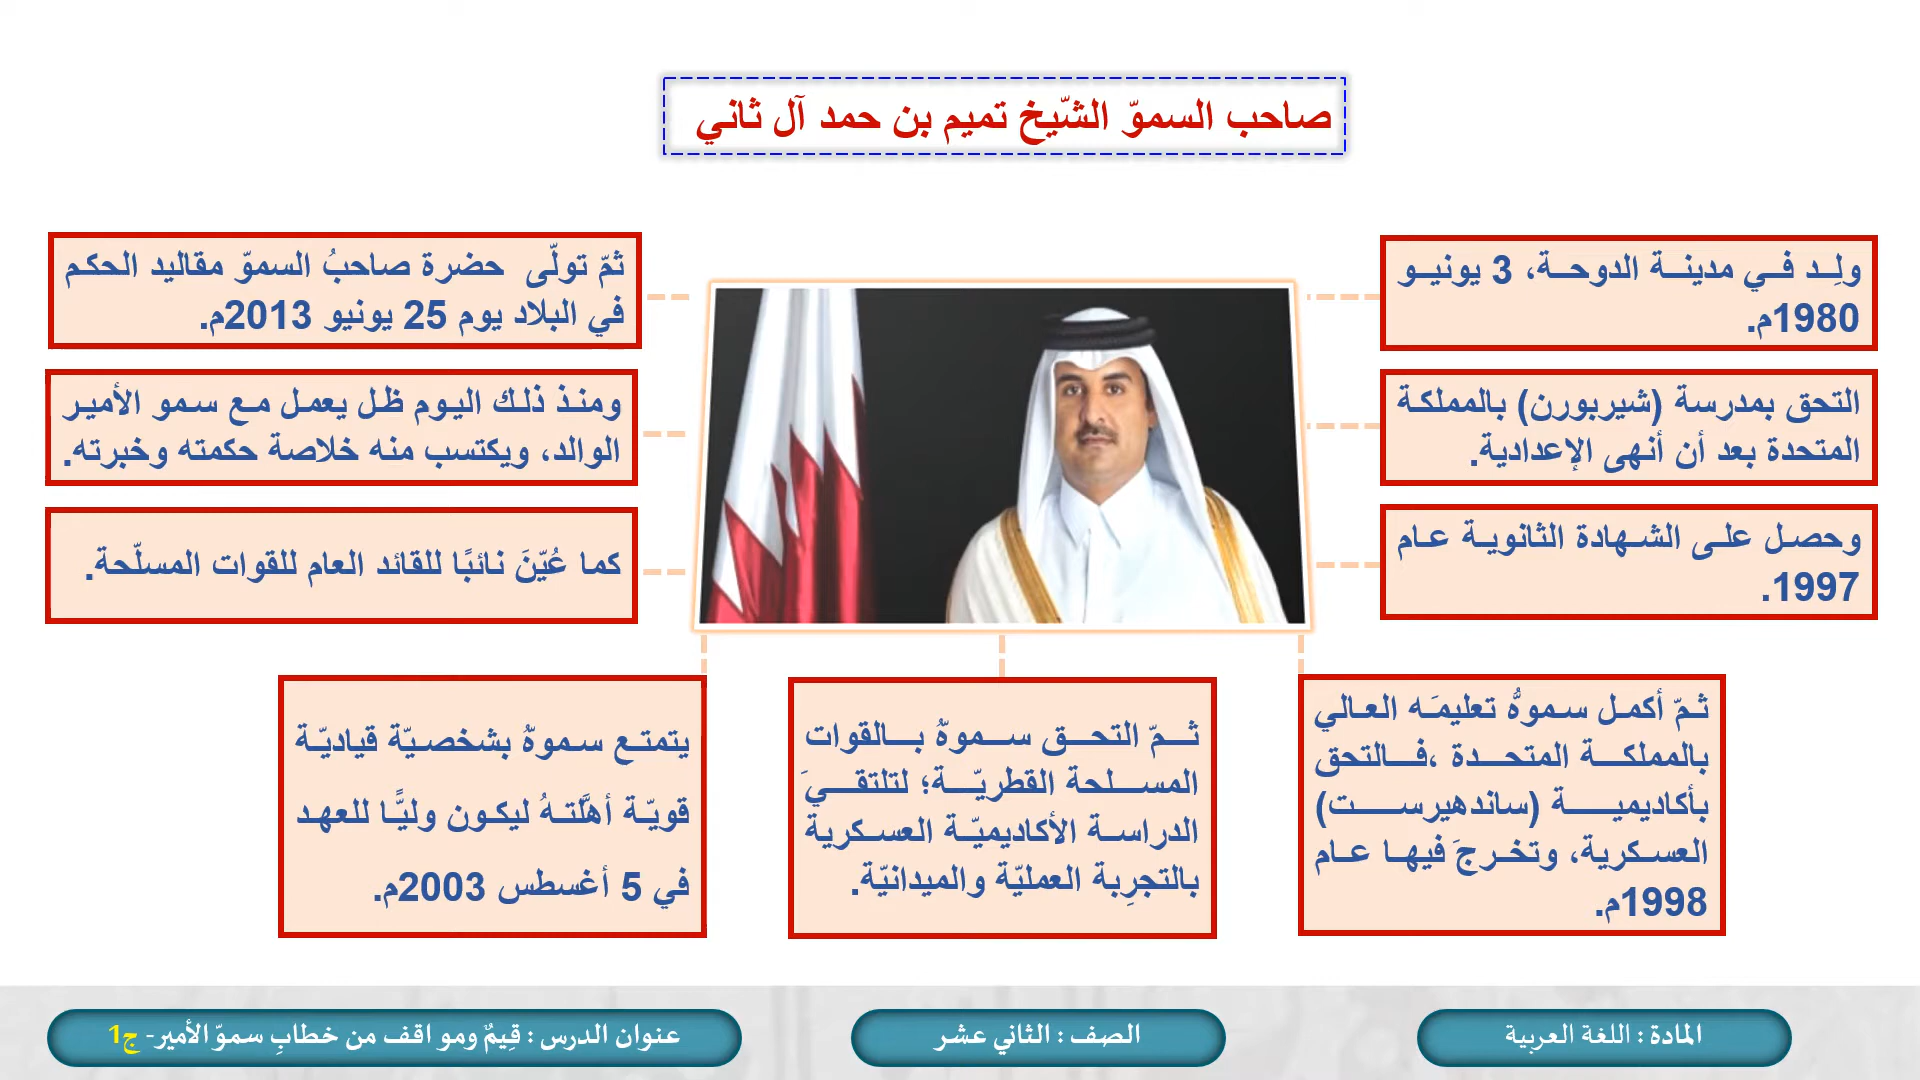 صاحب السموّ الشّيخ تميم بن حمد آل ثاني
ولِد في مدينة الدوحة، 3 يونيو
1980م.
التحق بمدرسة (شيربورن) بالمملكة
المتحدة بعد أن أنهى الإعدادية.
وحصل على الشهادة الثانوية عام
1997.
ثمّ أكمل سموهُّ تعليمَه العالي
بالمملكة المتحدة ،فالتحق
بأكاديمية (ساندهيرست)
العسكرية، وتخرجَ فيها عام
1998م.
ثمّ التحق سموهّ بالقوات
المسلحة القطريّة؛ لتلتقيَ
الدراسة الأكاديميّة العسكرية
بالتجرِبة العمليّة والميدانيّة.
يتمتع سموهّ بشخصيّة قياديّة
قويّة أهلَّتهُ ليكون وليًّا للعهد
في 5 أغسطس 2003م.
كما عُيّنَ نائبًا للقائد العام للقوات المسلّحة.
ومنذ ذلك اليوم ظل يعمل مع سمو الأمير
الوالد، ويكتسب منه خلاصة حكمته وخبرته.
ثمّ تولّى حضرة صاحبُ السموّ مقاليد الحكم
في البلاد يوم 25 يونيو 2013م.
المادة : اللغة العربية
الصف : الثاني عشر
عنوان الدرس : قِيمٌ ومواقف من خطابِ سموّ الأمير- ج1